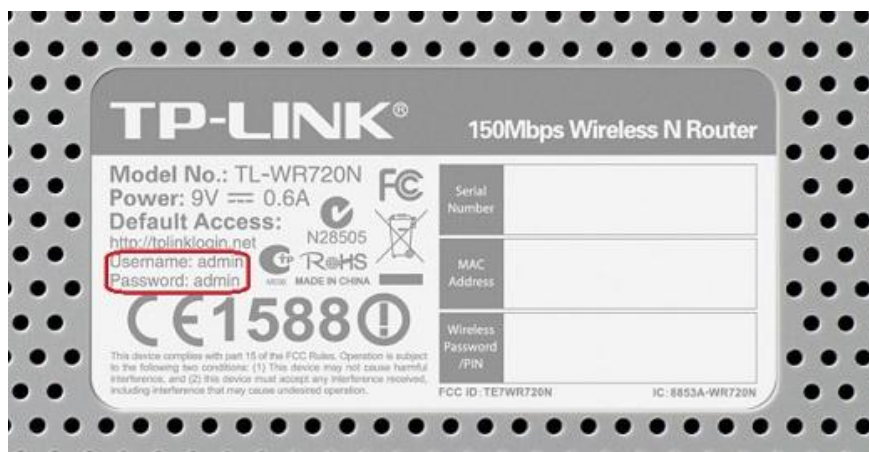 TP-LINK®
150Mbps Wireless N Router
Model No.: TL-WR720N
Power: 9V ⎓ 0.6A
Default Access:
http://tplinklogin.net
Username: admin
Password: admin
FC
N28505
RoHS
MADE IN CHINA
CE1588
This device complies with part 15 of the FCC Rules. Operation is subject
to the following two conditions: (1) This device may not cause harmful
interference, and (2) this device must accept any interference received,
including interference that may cause undesired operation.
Serial
Number
MAC
Address
Wireless
Password
/PIN
FCC ID: TE7WR720N
IC: 8853A-WR720N